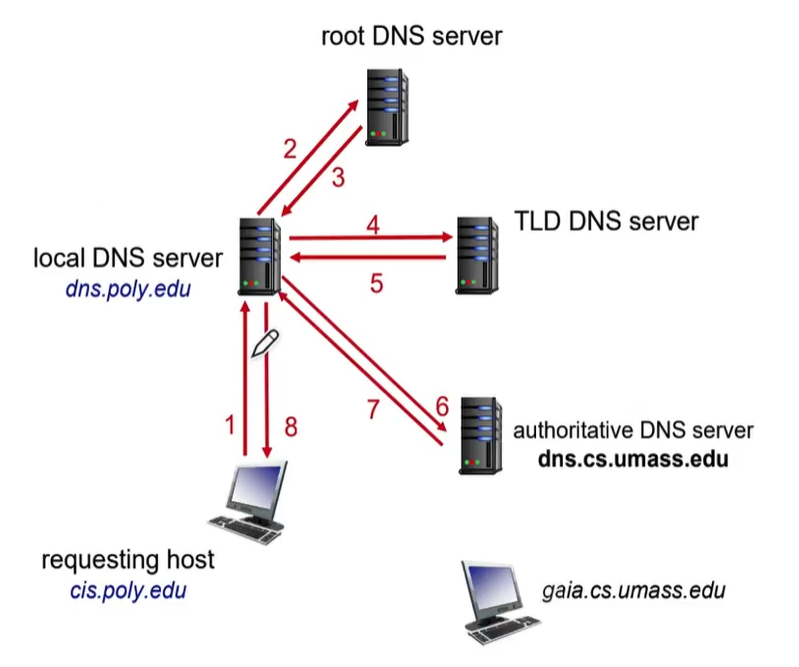 root DNS server
2
3
4
TLD DNS server
local DNS server
dns.poly.edu
5
1
8
7
6
authoritative DNS server
dns.cs.umass.edu
requesting host
cis.poly.edu
gaia.cs.umass.edu